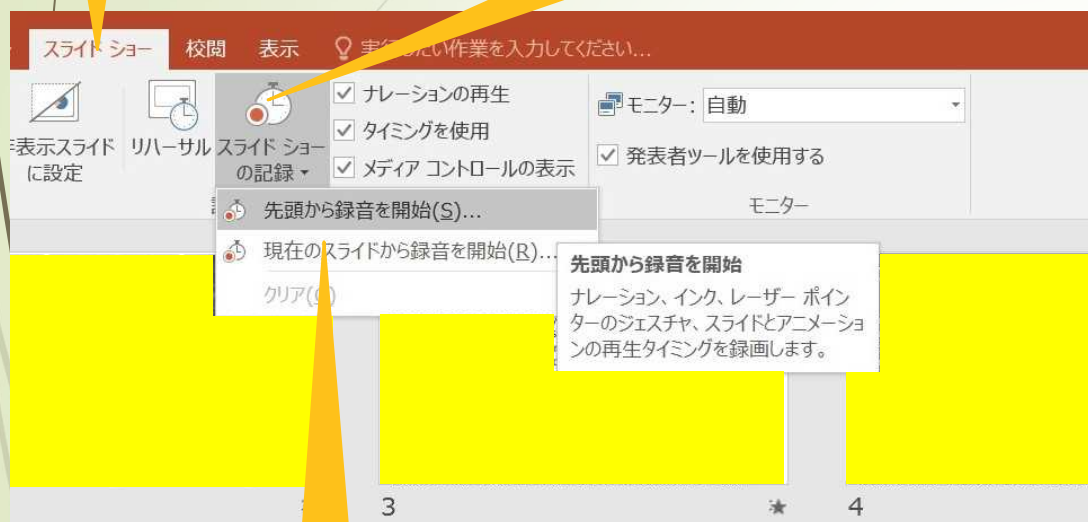 スライド ショー 校閲 表示 実行したい作業を入力してください...
ナレーションの再生
タイミングを使用
メディア コントロールの表示
表示スライド
に設定
リハーサル
スライド ショー
の記録
モニター: 自動
発表者ツールを使用する
モニター
先頭から録音を開始(S)...
現在のスライドから録音を開始(R)...
クリア(
先頭から録音を開始
ナレーション、インク、レーザー ポイン
ターのジェスチャ、スライドとアニメーショ
ンの再生タイミングを録画します。
3
4